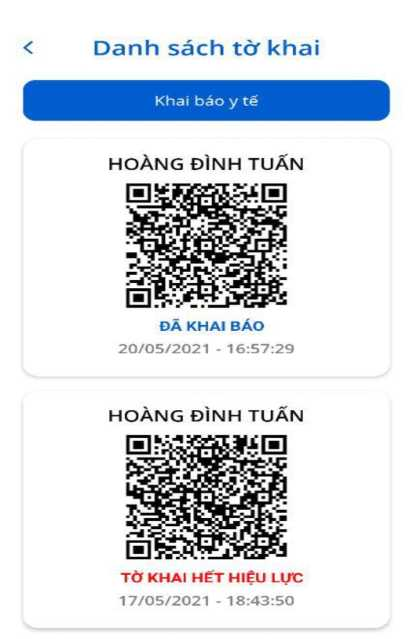 Danh sách tờ khai
Khai báo y tế
HOÀNG ĐÌNH TUẤN
ĐÃ KHAI BÁO
20/05/2021 - 16:57:29
HOÀNG ĐÌNH TUẤN
TỜ KHAI HẾT HIỆU LỰC
17/05/2021 - 18:43:50